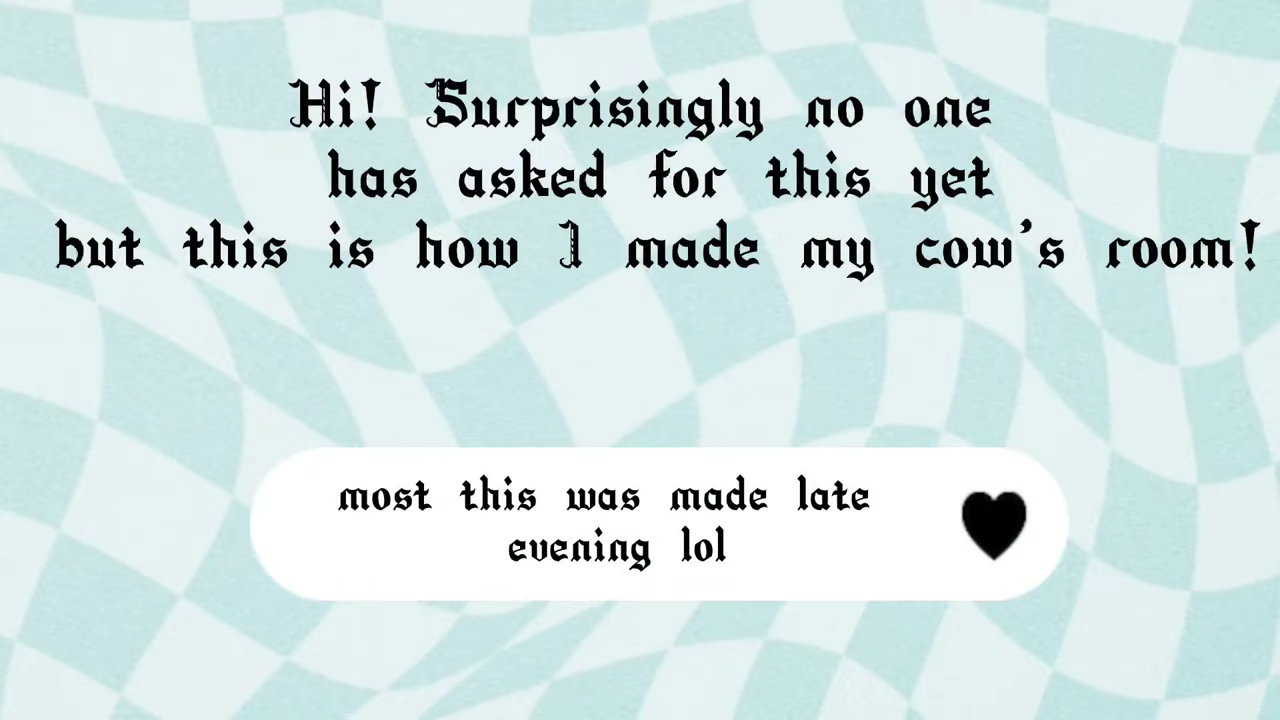 Hi! Surprisingly no one
has asked for this yet
but this is how I made my cow's room!
most this was made late
evening lol